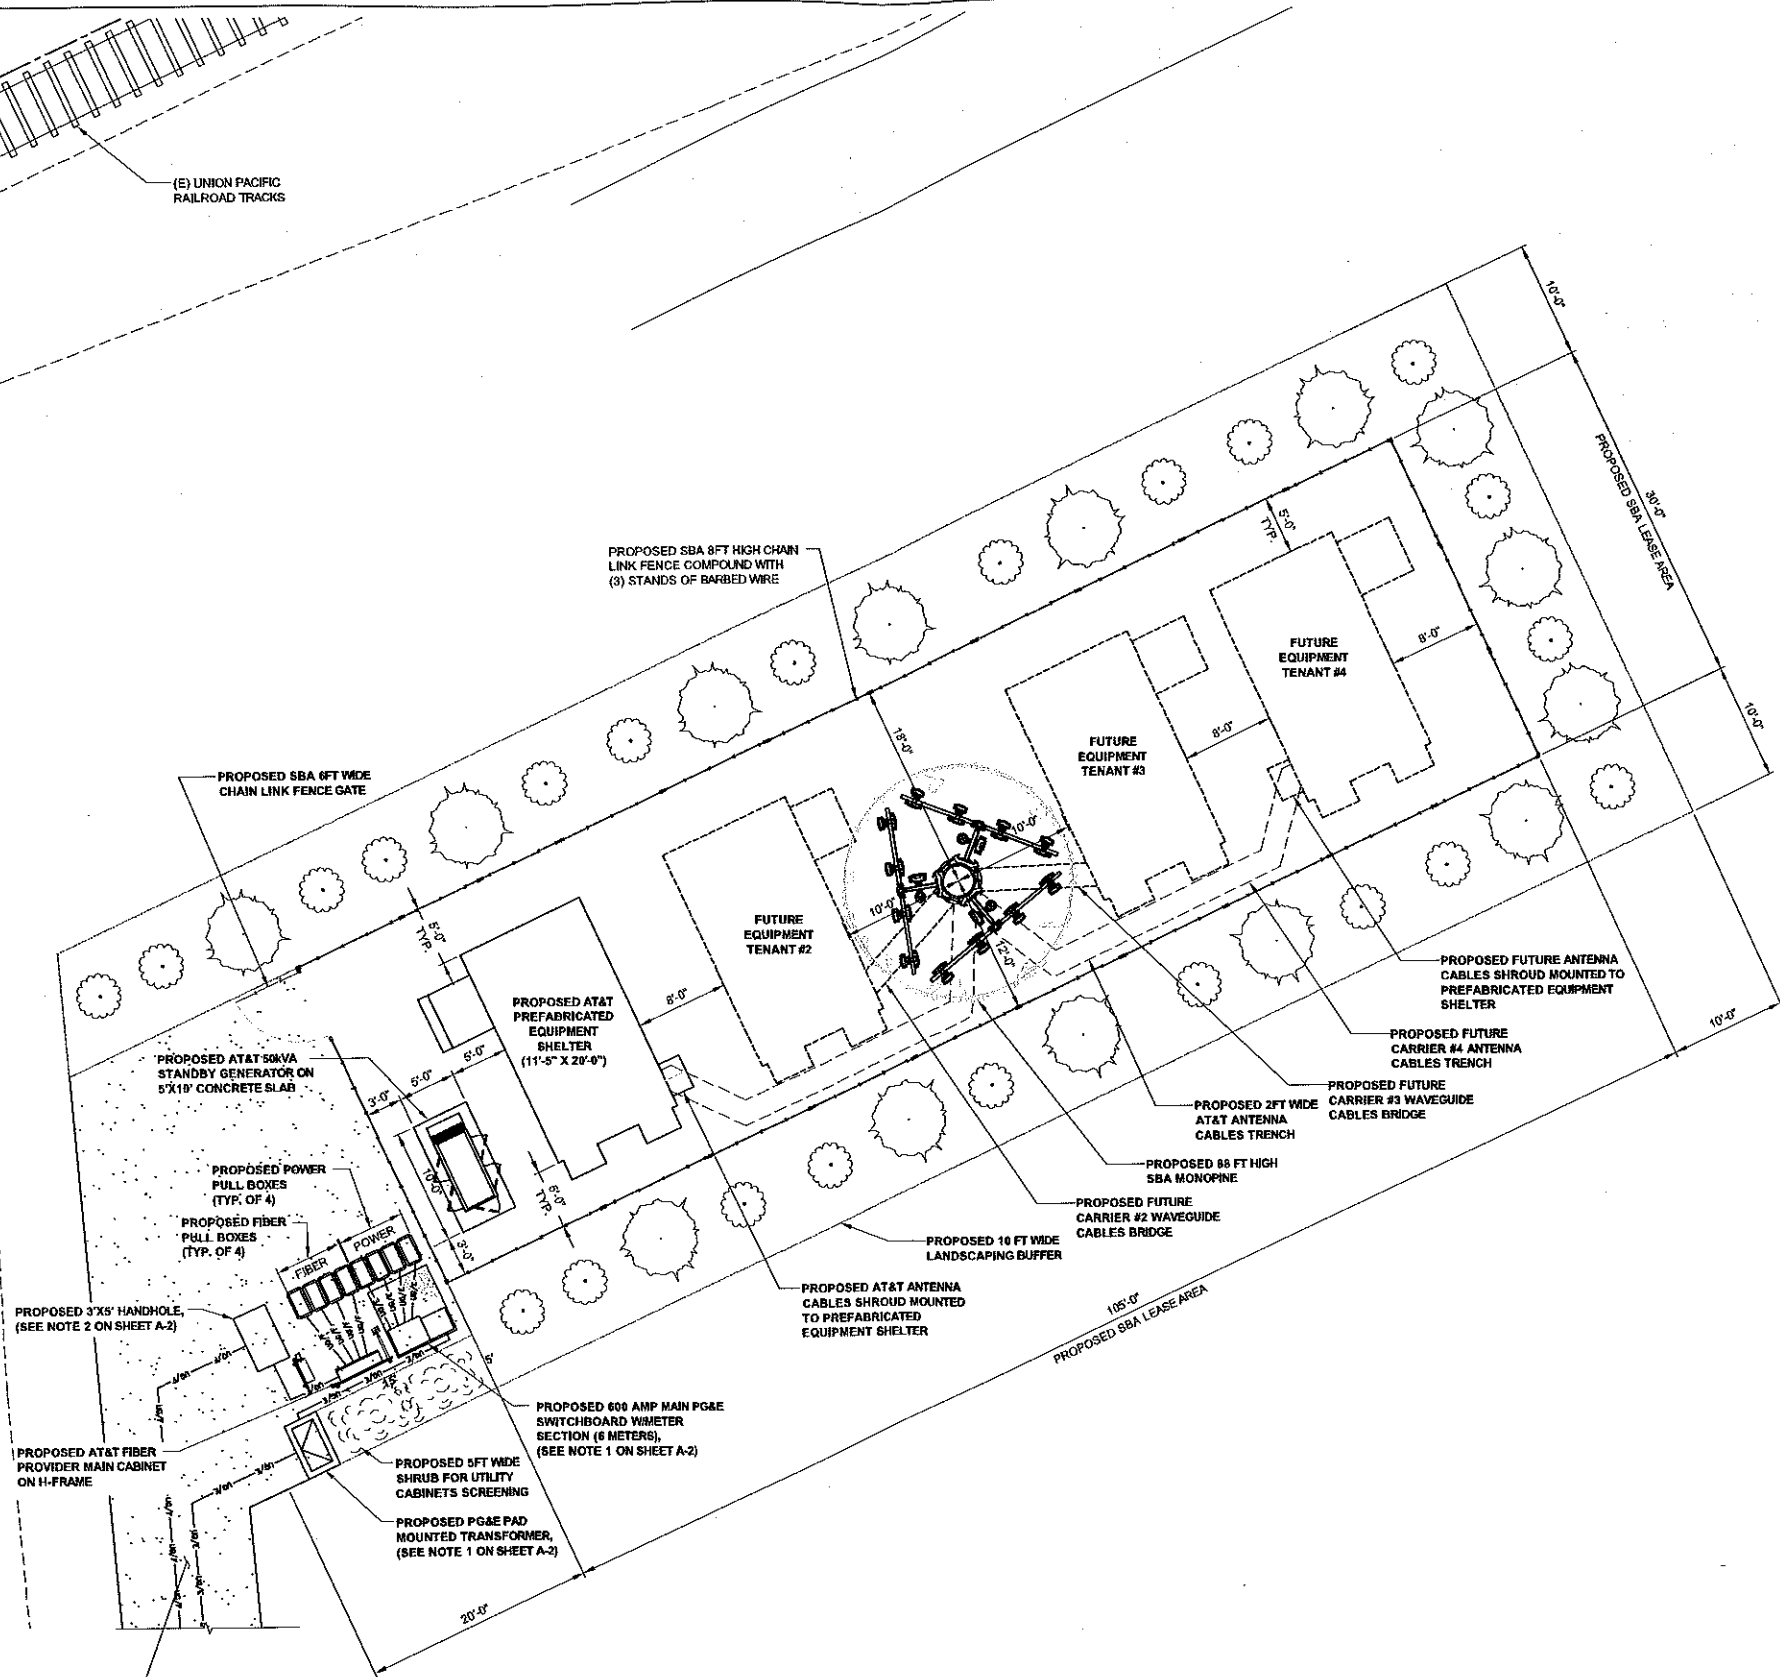 (E) UNION PACIFIC
RAILROAD TRACKS
10'-0"
30'-0"
PROPOSED SBA LEASE AREA
10'-0"
10'-0"
PROPOSED SBA 8FT HIGH CHAIN
LINK FENCE COMPOUND WITH
(3) STANDS OF BARBED WIRE
5'-0"
TYP.
FUTURE
EQUIPMENT
TENANT #4
8'-0"
FUTURE
EQUIPMENT
TENANT #3
8'-0"
18'-0"
PROPOSED SBA 6FT WIDE
CHAIN LINK FENCE GATE
10'-0"
10'-0"
12'-0"
FUTURE
EQUIPMENT
TENANT #2
5'-0"
TYP.
8'-0"
PROPOSED AT&T
PREFABRICATED
EQUIPMENT
SHELTER
(11'-5" X 20'-0")
PROPOSED FUTURE ANTENNA
CABLES SHROUD MOUNTED TO
PREFABRICATED EQUIPMENT
SHELTER
PROPOSED FUTURE
CARRIER #4 ANTENNA
CABLES TRENCH
PROPOSED FUTURE
CARRIER #3 WAVEGUIDE
CABLES BRIDGE
PROPOSED 2FT WIDE
AT&T ANTENNA
CABLES TRENCH
PROPOSED 88 FT HIGH
SBA MONOPINE
PROPOSED FUTURE
CARRIER #2 WAVEGUIDE
CABLES BRIDGE
PROPOSED 10 FT WIDE
LANDSCAPING BUFFER
PROPOSED AT&T ANTENNA
CABLES SHROUD MOUNTED
TO PREFABRICATED
EQUIPMENT SHELTER
PROPOSED AT&T 50kVA
STANDBY GENERATOR ON
5'X10' CONCRETE SLAB
3'-0"
5'-0"
5'-0"
10'-0"
3'-0"
5'-0"
TYP.
PROPOSED POWER
PULL BOXES
(TYP. OF 4)
PROPOSED FIBER
PULL BOXES
(TYP. OF 4)
FIBER
POWER
PROPOSED 3'X5' HANDHOLE,
(SEE NOTE 2 ON SHEET A-2)
5'
PROPOSED 600 AMP MAIN PG&E
SWITCHBOARD W/METER
SECTION (6 METERS),
(SEE NOTE 1 ON SHEET A-2)
PROPOSED AT&T FIBER
PROVIDER MAIN CABINET
ON H-FRAME
PROPOSED 5FT WIDE
SHRUB FOR UTILITY
CABINETS SCREENING
PROPOSED PG&E PAD
MOUNTED TRANSFORMER,
(SEE NOTE 1 ON SHEET A-2)
105'-0"
PROPOSED SBA LEASE AREA
20'-0"